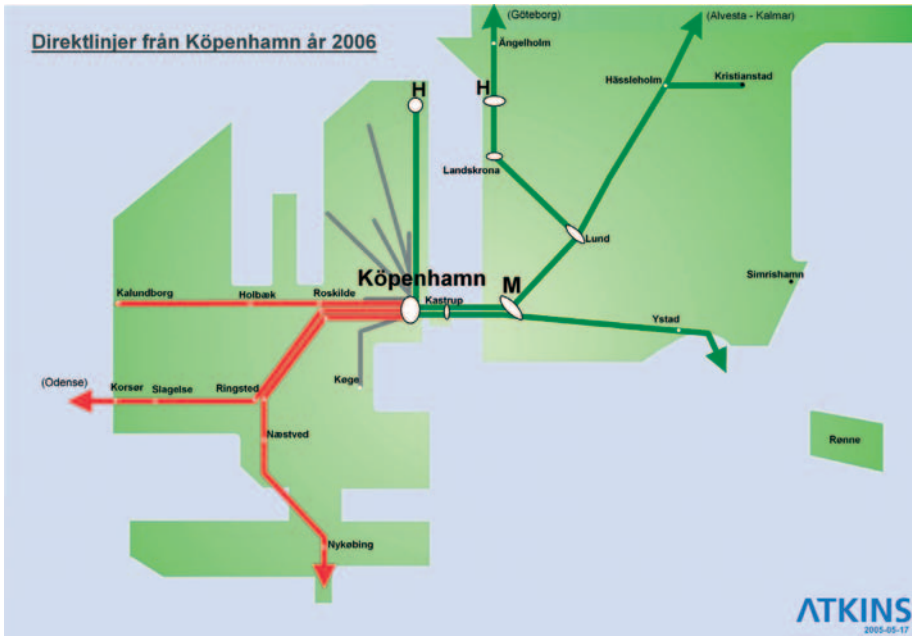 Direktlinjer från Köpenhamn år 2006
(Göteborg)
(Alvesta - Kalmar)
Ängelholm
Hässleholm
Kristianstad
H
H
Landskrona
Lund
Köpenhamn
Kastrup
M
Simrishamn
Kalundborg
Holbæk
Roskilde
Ystad
(Odense)
Korsør
Slagelse
Ringsted
Køge
Næstved
Rønne
Nykøbing
ATKINS
2005-05-17